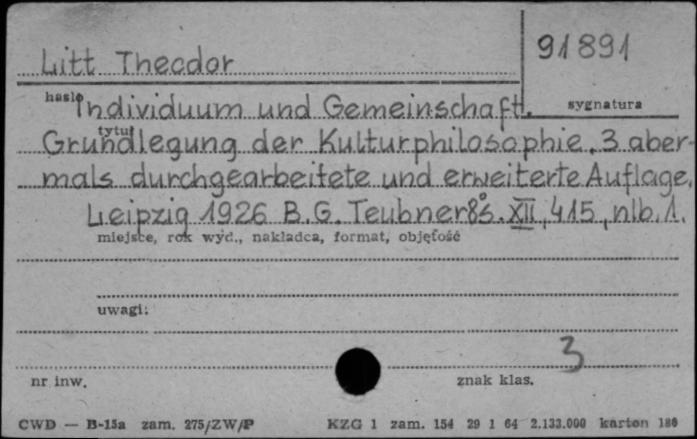 91891
Litt Theodor
hasło sygnatura
Individuum und Gemeinschaft.
tytuł
Grundlegung der Kulturphilosophie. 3 aber-
mals durchgearbeitete und erweiterte Auflage.
Leipzig 1926 B.G. Teubner 8° s. XII, 415, nlb. 1.
miejsce, rok wyd., nakładca, format, objętość
uwagi:
3
nr inw. znak klas.
CWD — B-15a zam. 275/ZW/P KZG 1 zam. 154 29 1 64 2.133.000 karton 180